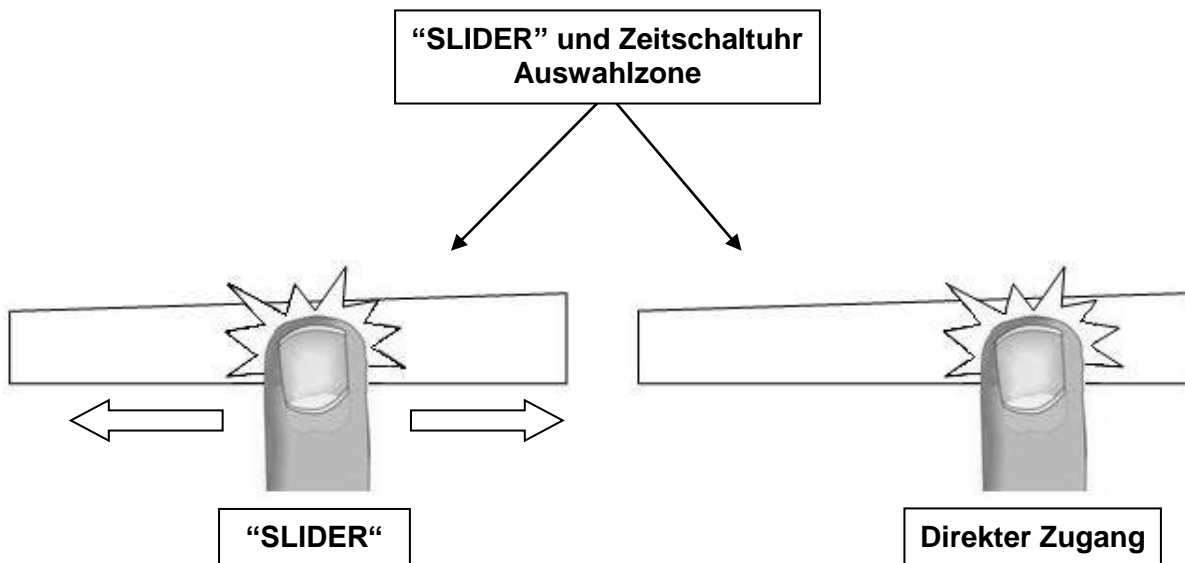 “SLIDER” und Zeitschaltuhr
Auswahlzone
“SLIDER“
Direkter Zugang